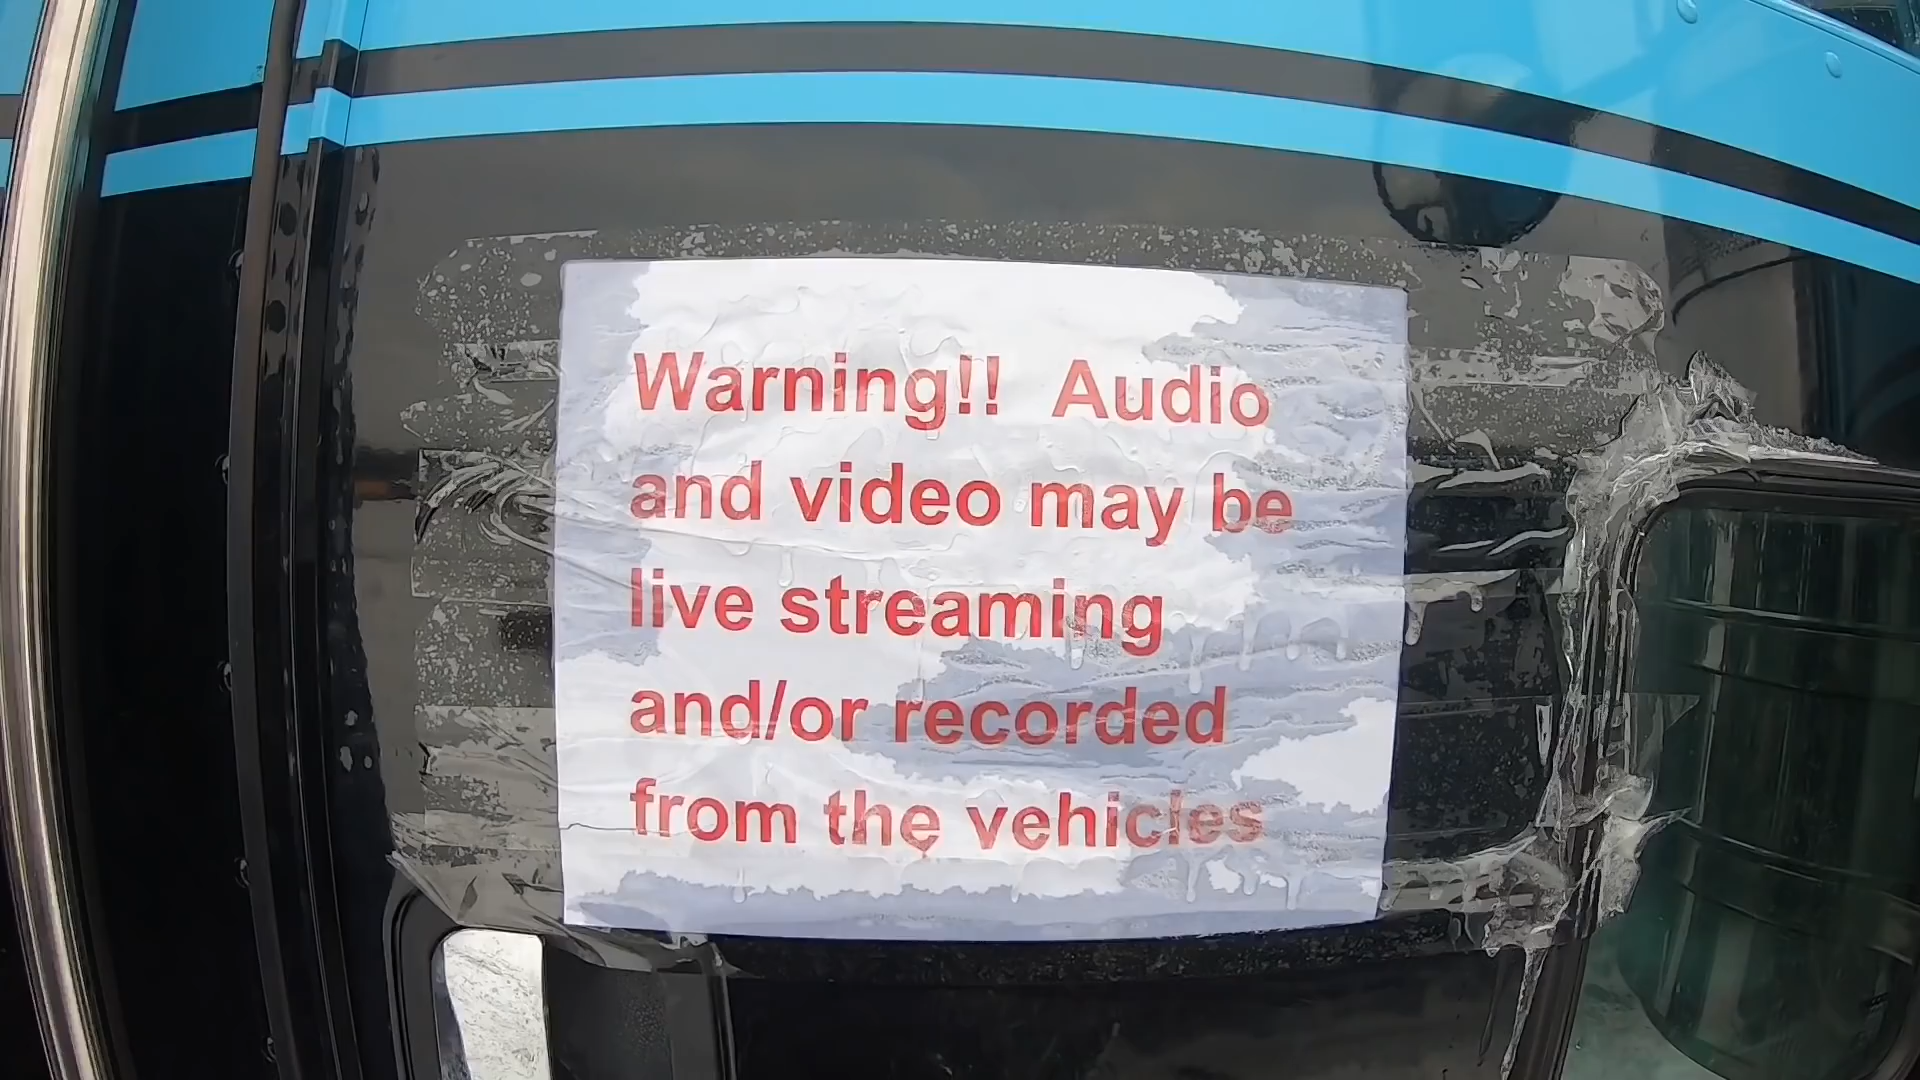 Warning!! Audio
and video may be
live streaming
and/or recorded
from the vehicles